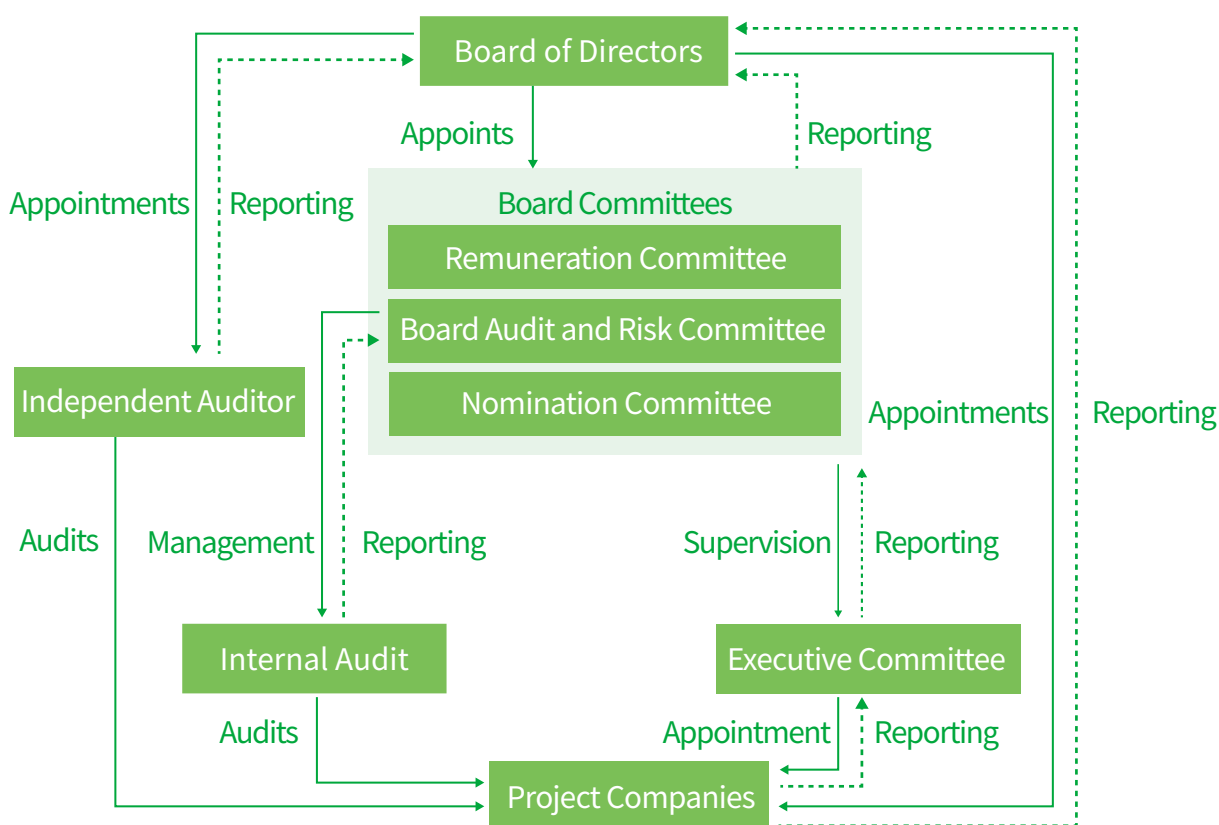 Board of Directors
Appoints
Reporting
Appointments
Reporting
Board Committees
Remuneration Committee
Board Audit and Risk Committee
Nomination Committee
Independent Auditor
Appointments
Reporting
Audits
Management
Reporting
Supervision
Reporting
Internal Audit
Executive Committee
Audits
Appointment
Reporting
Project Companies